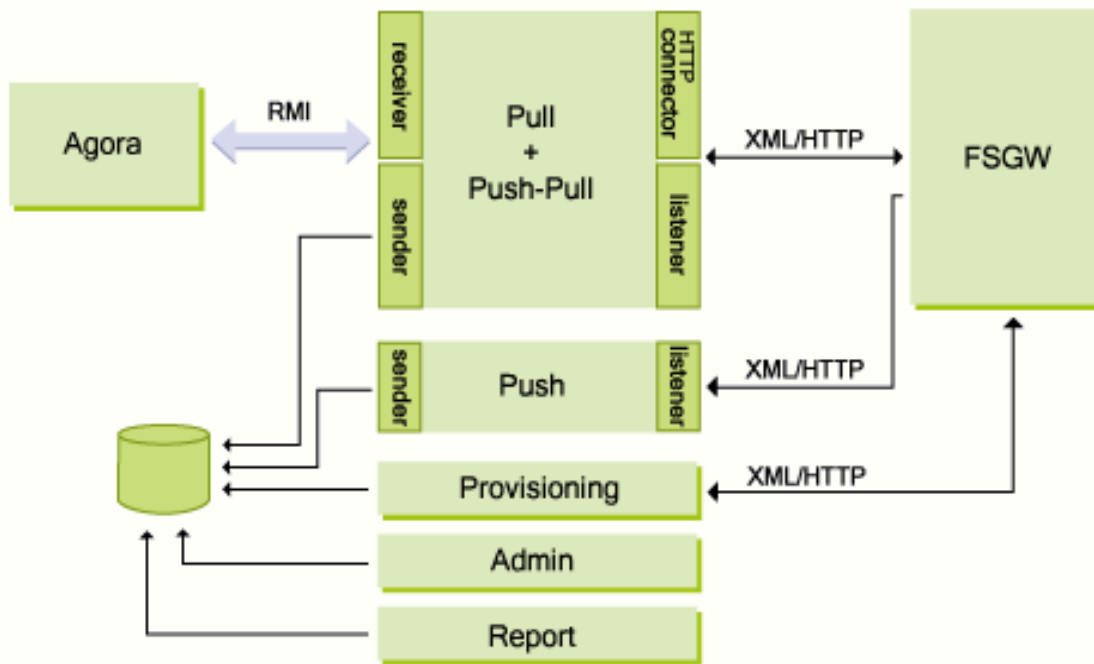 Agora
RMI
receiver
sender
Pull
+
Push-Pull
HTTP
connector
listener
XML/HTTP
FSGW
sender
Push
listener
XML/HTTP
Provisioning
XML/HTTP
Admin
Report